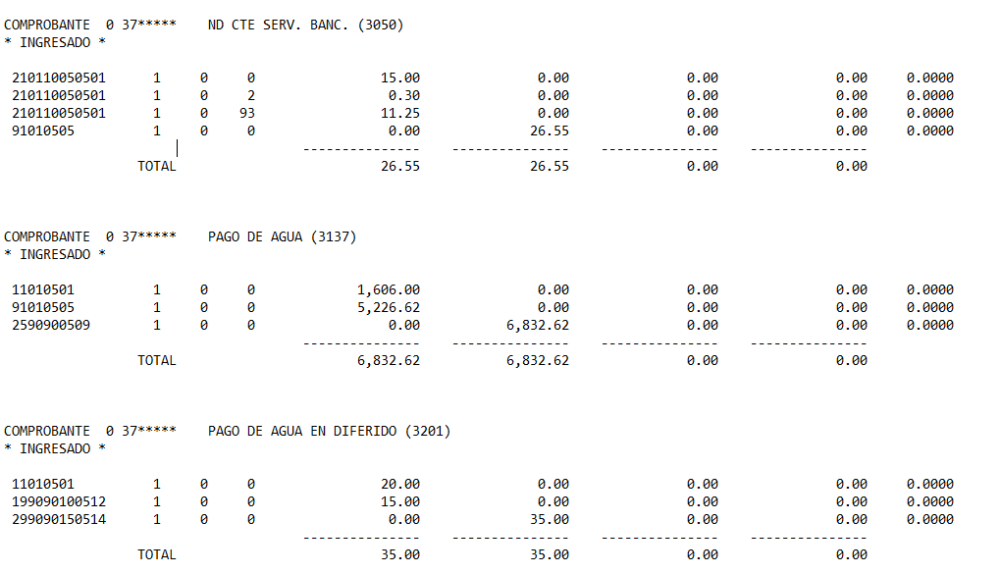 COMPROBANTE  0 37*****    ND CTE SERV. BANC. (3050)
* INGRESADO *
210110050501      1     0     0                15.00               0.00               0.00               0.00     0.0000
210110050501      1     0     2                 0.30               0.00               0.00               0.00     0.0000
210110050501      1     0    93                11.25               0.00               0.00               0.00     0.0000
91010505          1     0     0                 0.00              26.55               0.00               0.00     0.0000
---------------    ---------------    ---------------    ---------------
TOTAL                          26.55              26.55               0.00               0.00
COMPROBANTE  0 37*****    PAGO DE AGUA (3137)
* INGRESADO *
11010501          1     0     0             1,606.00               0.00               0.00               0.00     0.0000
91010505          1     0     0             5,226.62               0.00               0.00               0.00     0.0000
2590900509        1     0     0                 0.00           6,832.62               0.00               0.00     0.0000
---------------    ---------------    ---------------    ---------------
TOTAL                       6,832.62           6,832.62               0.00               0.00
COMPROBANTE  0 37*****    PAGO DE AGUA EN DIFERIDO (3201)
* INGRESADO *
11010501          1     0     0                20.00               0.00               0.00               0.00     0.0000
199090100512      1     0     0                15.00               0.00               0.00               0.00     0.0000
299090150514      1     0     0                 0.00              35.00               0.00               0.00     0.0000
---------------    ---------------    ---------------    ---------------
TOTAL                          35.00              35.00               0.00               0.00